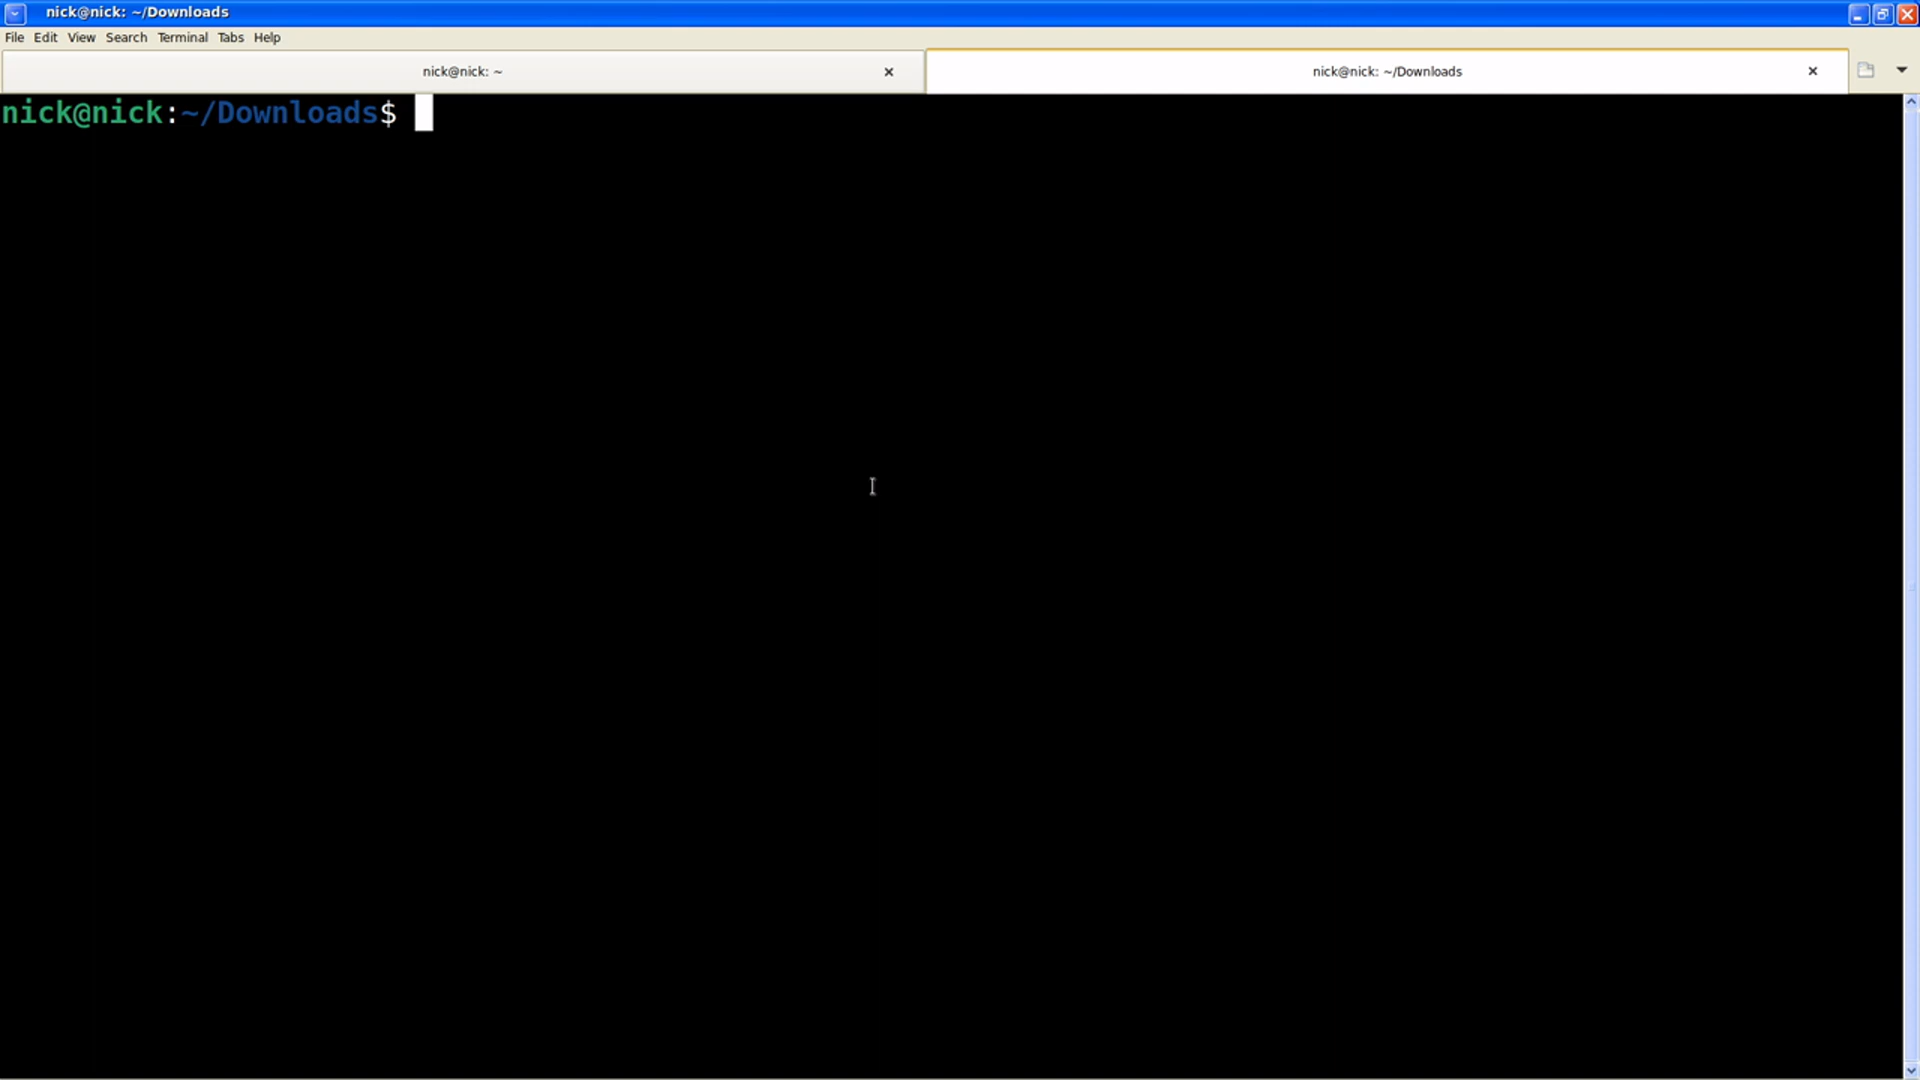 nick@nick: ~/Downloads
File Edit View Search Terminal Tabs Help
nick@nick: ~
nick@nick: ~/Downloads
nick@nick:~/Downloads$